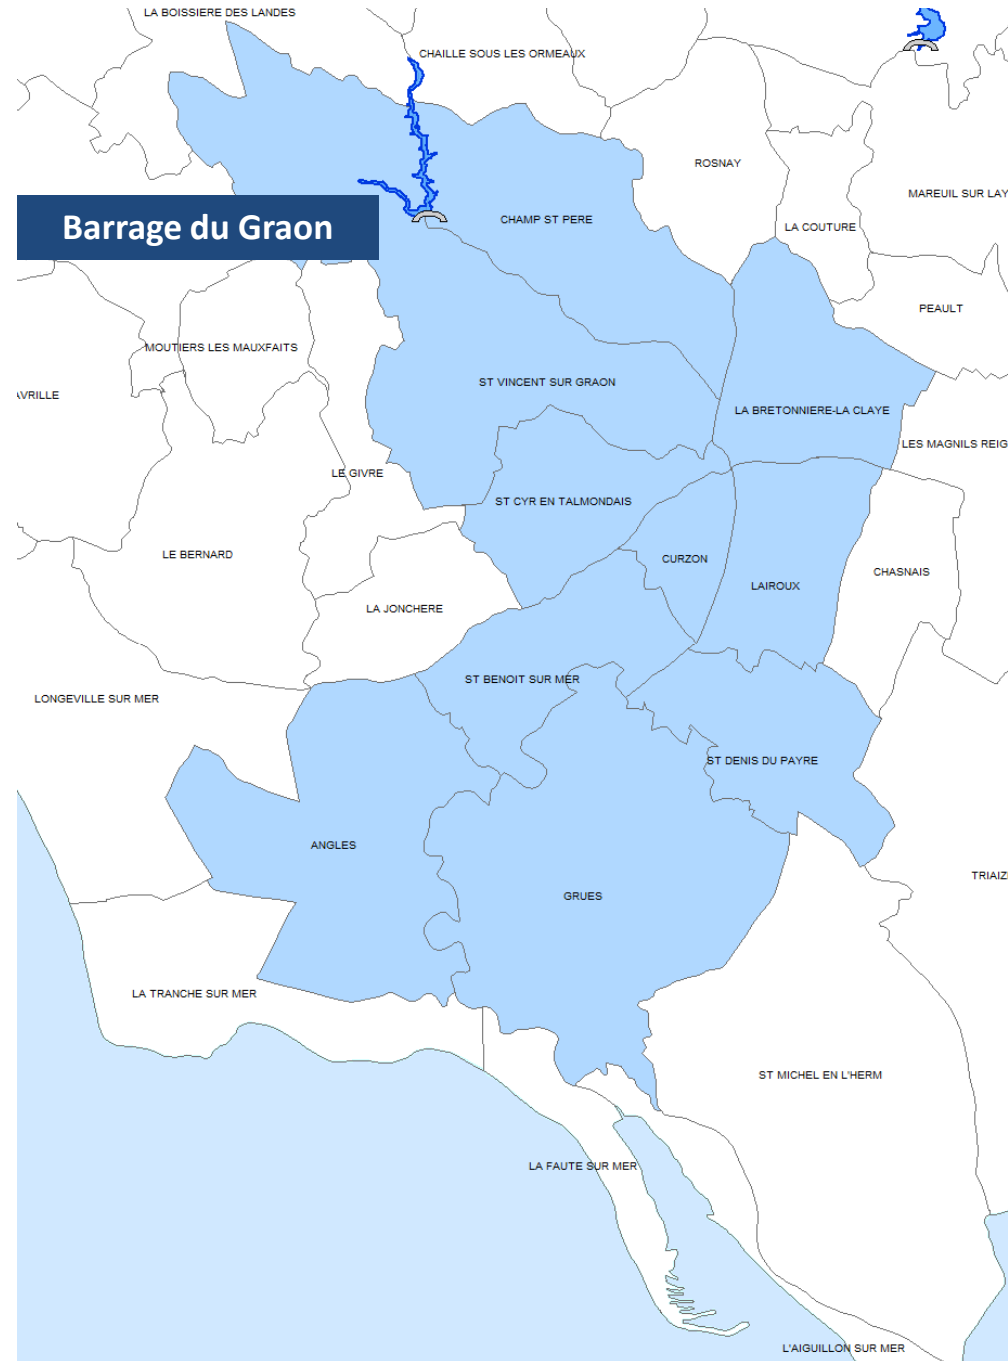 LA BOISSIERE DES LANDES
CHAILLE SOUS LES ORMEAUX
ROSNAY
MAREUIL SUR LAY
CHAMP ST PERE
LA COUTURE
Barrage du Graon
PEAULT
MOUTIERS LES MAUXFAITS
ST VINCENT SUR GRAON
AVRILLE
LA BRETONNIERE-LA CLAYE
LES MAGNILS REIG
LE GIVRE
ST CYR EN TALMONDAIS
LE BERNARD
CURZON
CHASNAIS
LAIROUX
LA JONCHERE
ST BENOIT SUR MER
LONGEVILLE SUR MER
ST DENIS DU PAYRE
ANGLES
TRIAIZ
GRUES
LA TRANCHE SUR MER
ST MICHEL EN L'HERM
LA FAUTE SUR MER
L'AIGUILLON SUR MER